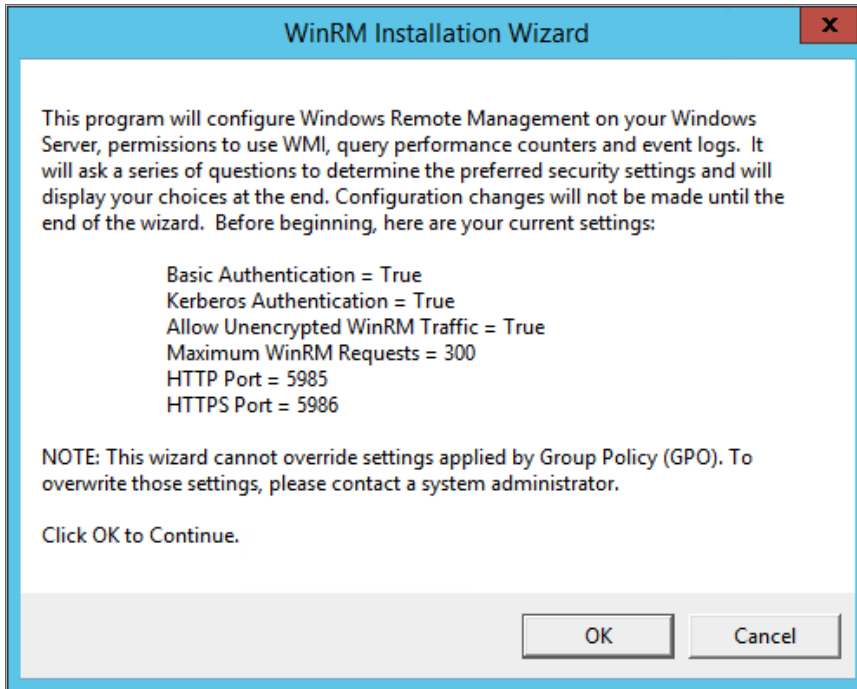 WinRM Installation Wizard
x
This program will configure Windows Remote Management on your Windows
Server, permissions to use WMI, query performance counters and event logs.  It
will ask a series of questions to determine the preferred security settings and will
display your choices at the end. Configuration changes will not be made until the
end of the wizard.  Before beginning, here are your current settings:
Basic Authentication = True
Kerberos Authentication = True
Allow Unencrypted WinRM Traffic = True
Maximum WinRM Requests = 300
HTTP Port = 5985
HTTPS Port = 5986
NOTE: This wizard cannot override settings applied by Group Policy (GPO). To
overwrite those settings, please contact a system administrator.
Click OK to Continue.
OK Cancel